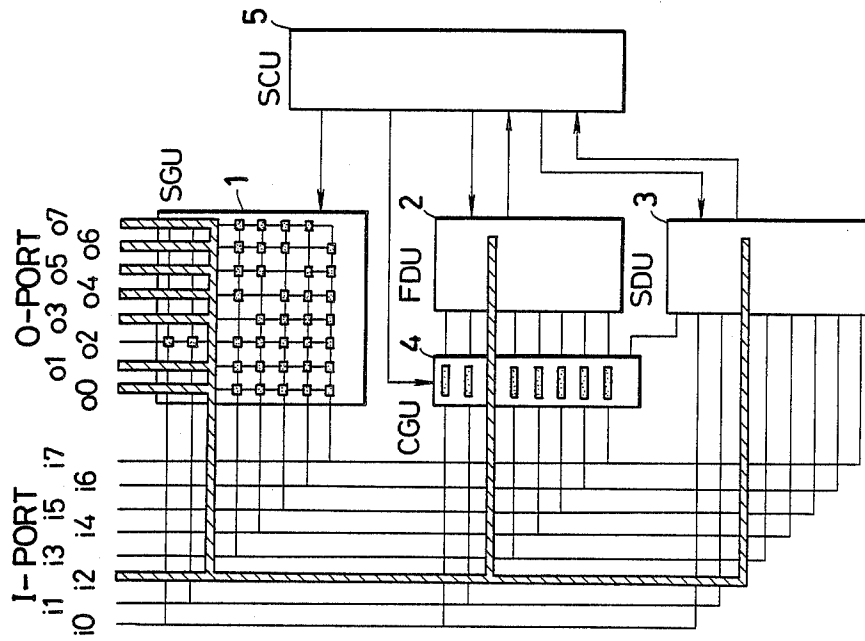 I-PORT
i0 i1 i2 i3 i4 i5 i6 i7
O-PORT
o0 o1 o2 o3 o4 o5 o6 o7
SGU
1
SCU
5
CGU
4
FDU
2
SDU
3